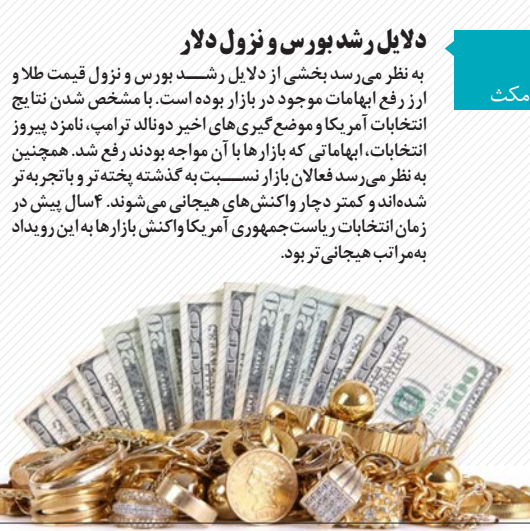 مکث
دلایل رشد بورس و نزول دلار
به نظر می‌رسد بخشی از دلایل رشـــد بورس و نزول قیمت طلا و
ارز رفع ابهامات موجود در بازار بوده است. با مشخص شدن نتایج
انتخابات آمریکا و موضع‌گیری‌های اخیر دونالد ترامپ، نامزد پیروز
انتخابات، ابهاماتی که بازارها با آن مواجه بودند رفع شد. همچنین
به نظر می‌رسد فعالان بازار نســـبت به گذشته پخته‌تر و باتجربه‌تر
شده‌اند و کمتر دچار واکنش‌های هیجانی می‌شوند. ۴سال پیش در
زمان انتخابات ریاست‌جمهوری آمریکا واکنش بازارها به این رویداد
به‌مراتب هیجانی‌تر بود.
100